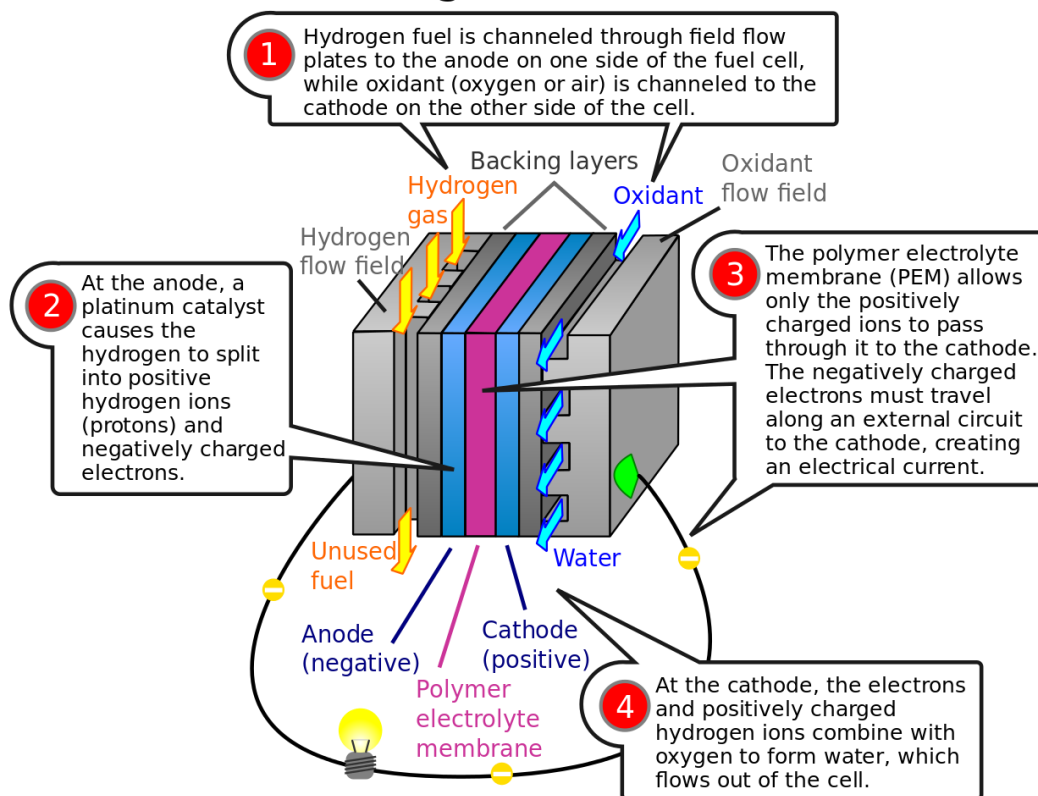 1
Hydrogen fuel is channeled through field flow
plates to the anode on one side of the fuel cell,
while oxidant (oxygen or air) is channeled to the
cathode on the other side of the cell.
Backing layers
Oxidant
flow field
Hydrogen
gas
Oxidant
Hydrogen
flow field
2
At the anode, a
platinum catalyst
causes the
hydrogen to split
into positive
hydrogen ions
(protons) and
negatively charged
electrons.
3
The polymer electrolyte
membrane (PEM) allows
only the positively
charged ions to pass
through it to the cathode.
The negatively charged
electrons must travel
along an external circuit
to the cathode, creating
an electrical current.
Unused
fuel
Water
Anode
(negative)
Cathode
(positive)
Polymer
electrolyte
membrane
4
At the cathode, the electrons
and positively charged
hydrogen ions combine with
oxygen to form water, which
flows out of the cell.